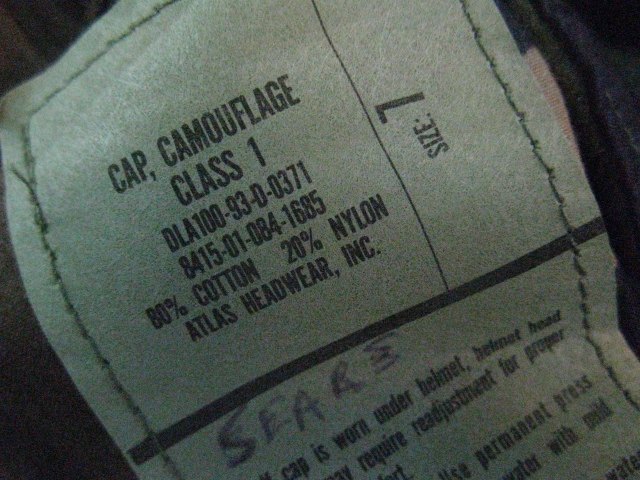 CAP, CAMOUFLAGE
CLASS 1
DLA100-93-D-0371
8415-01-084-1685
80% COTTON 20% NYLON
ATLAS HEADWEAR, INC.
SIZE: L
SEARS
cap is worn under helmet, helmet head
may require readjustment for proper
Use permanent press
water with mild